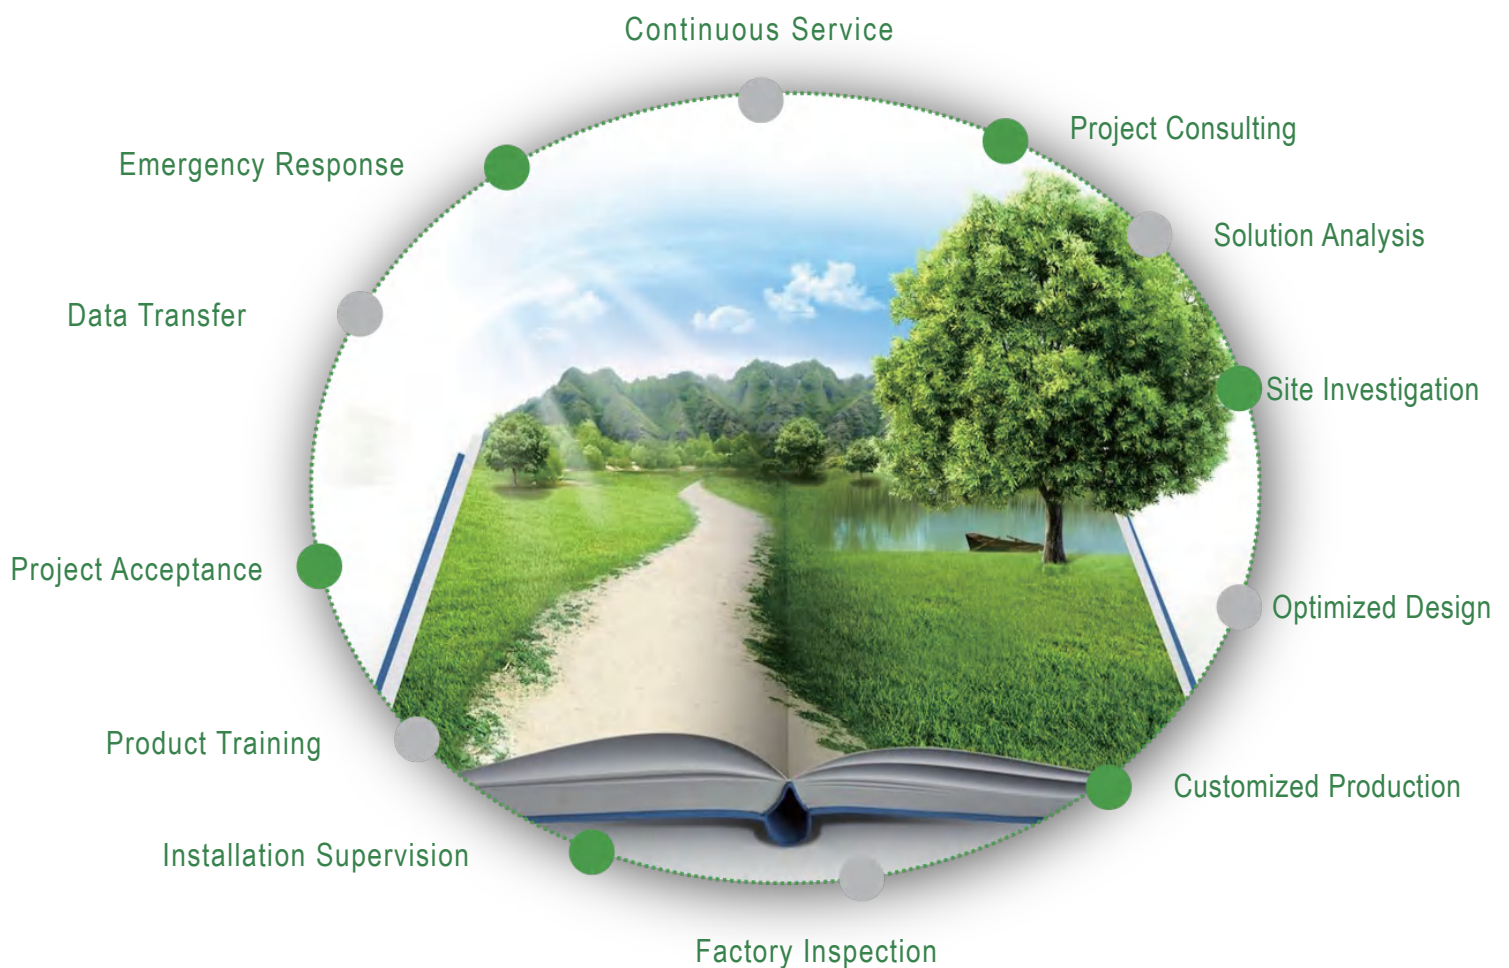 Continuous Service
Project Consulting
Emergency Response
Solution Analysis
Data Transfer
Site Investigation
Project Acceptance
Optimized Design
Product Training
Customized Production
Installation Supervision
Factory Inspection